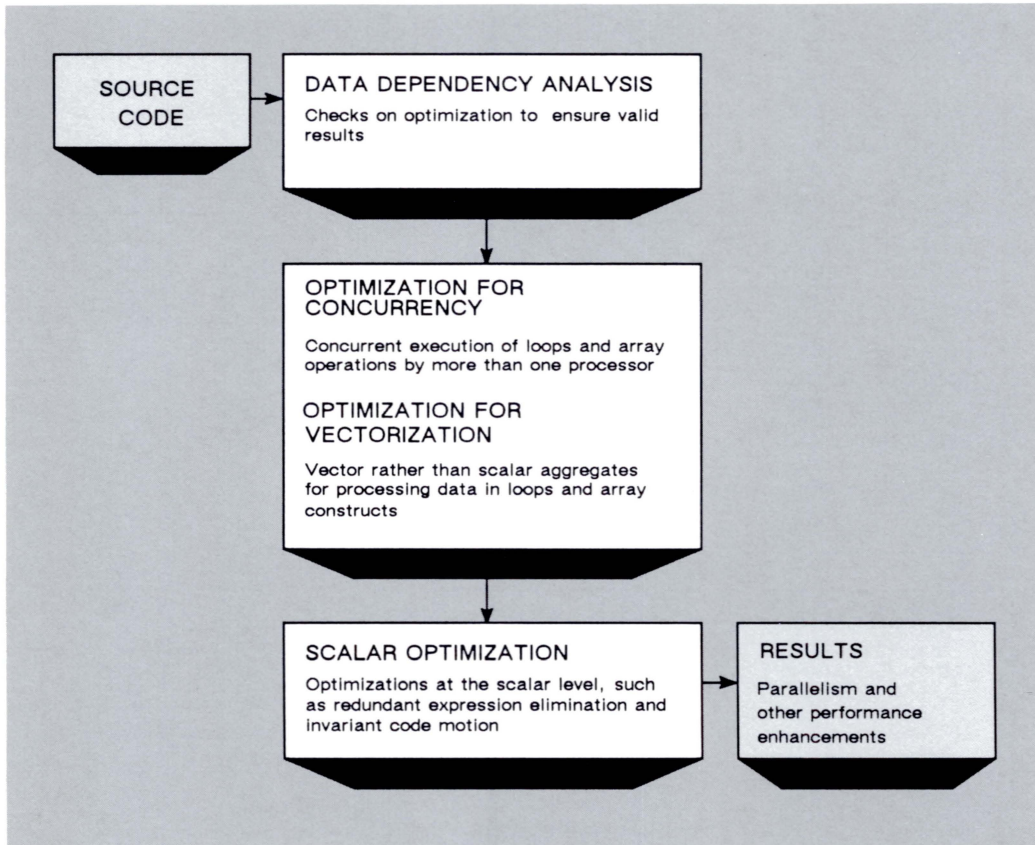 SOURCE
CODE
DATA DEPENDENCY ANALYSIS
Checks on optimization to ensure valid
results
OPTIMIZATION FOR
CONCURRENCY
Concurrent execution of loops and array
operations by more than one processor
OPTIMIZATION FOR
VECTORIZATION
Vector rather than scalar aggregates
for processing data in loops and array
constructs
SCALAR OPTIMIZATION
Optimizations at the scalar level, such
as redundant expression elimination and
invariant code motion
RESULTS
Parallelism and
other performance
enhancements